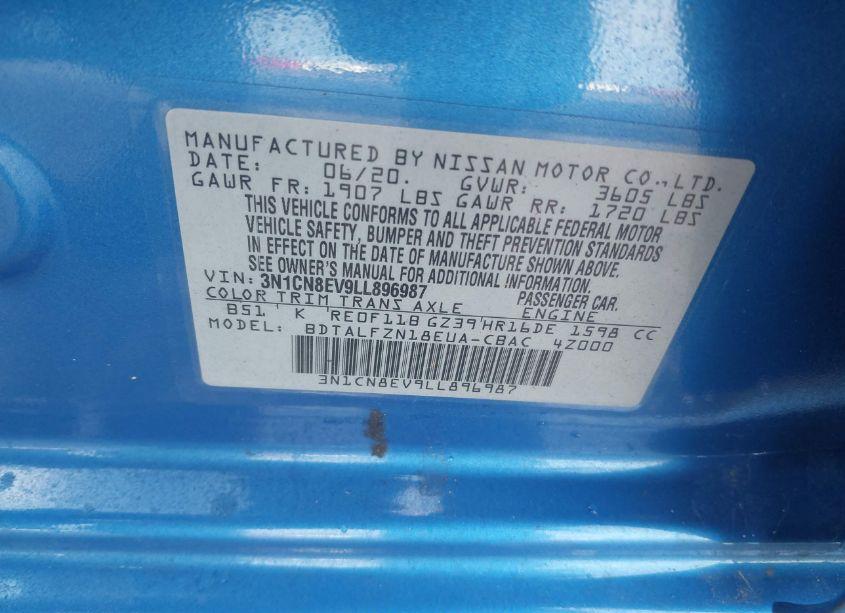 MANUFACTURED BY NISSAN MOTOR CO.,LTD.
DATE: 06/20. GVWR: 3605 LBS
GAWR FR: 1907 LBS GAWR RR: 1720 LBS
THIS VEHICLE CONFORMS TO ALL APPLICABLE FEDERAL MOTOR
VEHICLE SAFETY, BUMPER AND THEFT PREVENTION STANDARDS
IN EFFECT ON THE DATE OF MANUFACTURE SHOWN ABOVE.
SEE OWNER'S MANUAL FOR ADDITIONAL INFORMATION.
VIN: 3N1CN8EV9LL896987 PASSENGER CAR.
COLOR TRIM TRANS AXLE ENGINE
B51 K RE0F11B GZ39 HR16DE 1598 CC
MODEL: BDTALFZN18EUA-CBAC 4Z000
3N1CN8EV9LL896987